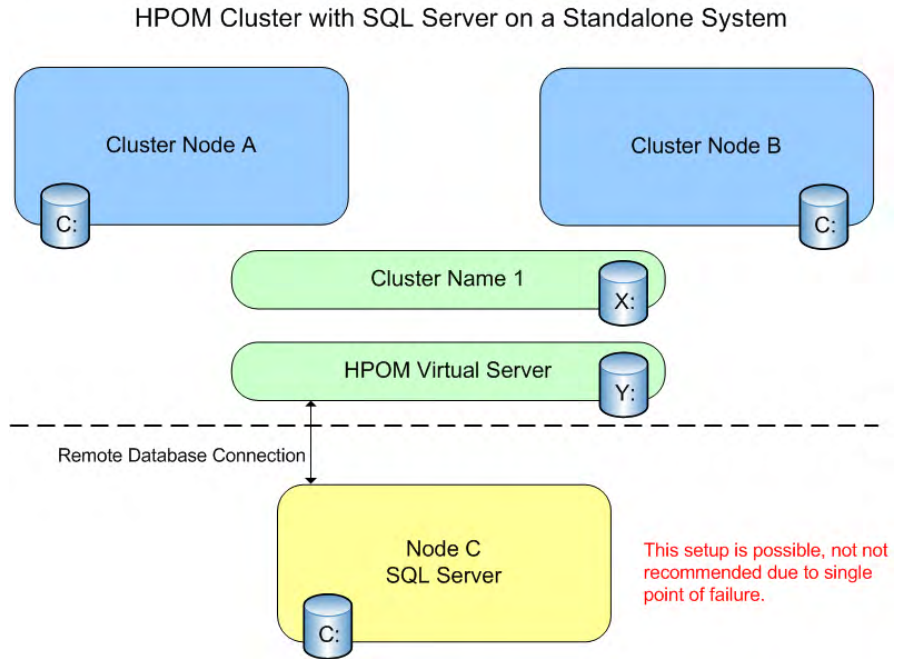 HPOM Cluster with SQL Server on a Standalone System
Cluster Node A
Cluster Node B
C:
C:
Cluster Name 1
X:
HPOM Virtual Server
Y:
Remote Database Connection
Node C
SQL Server
C:
This setup is possible, not not
recommended due to single
point of failure.